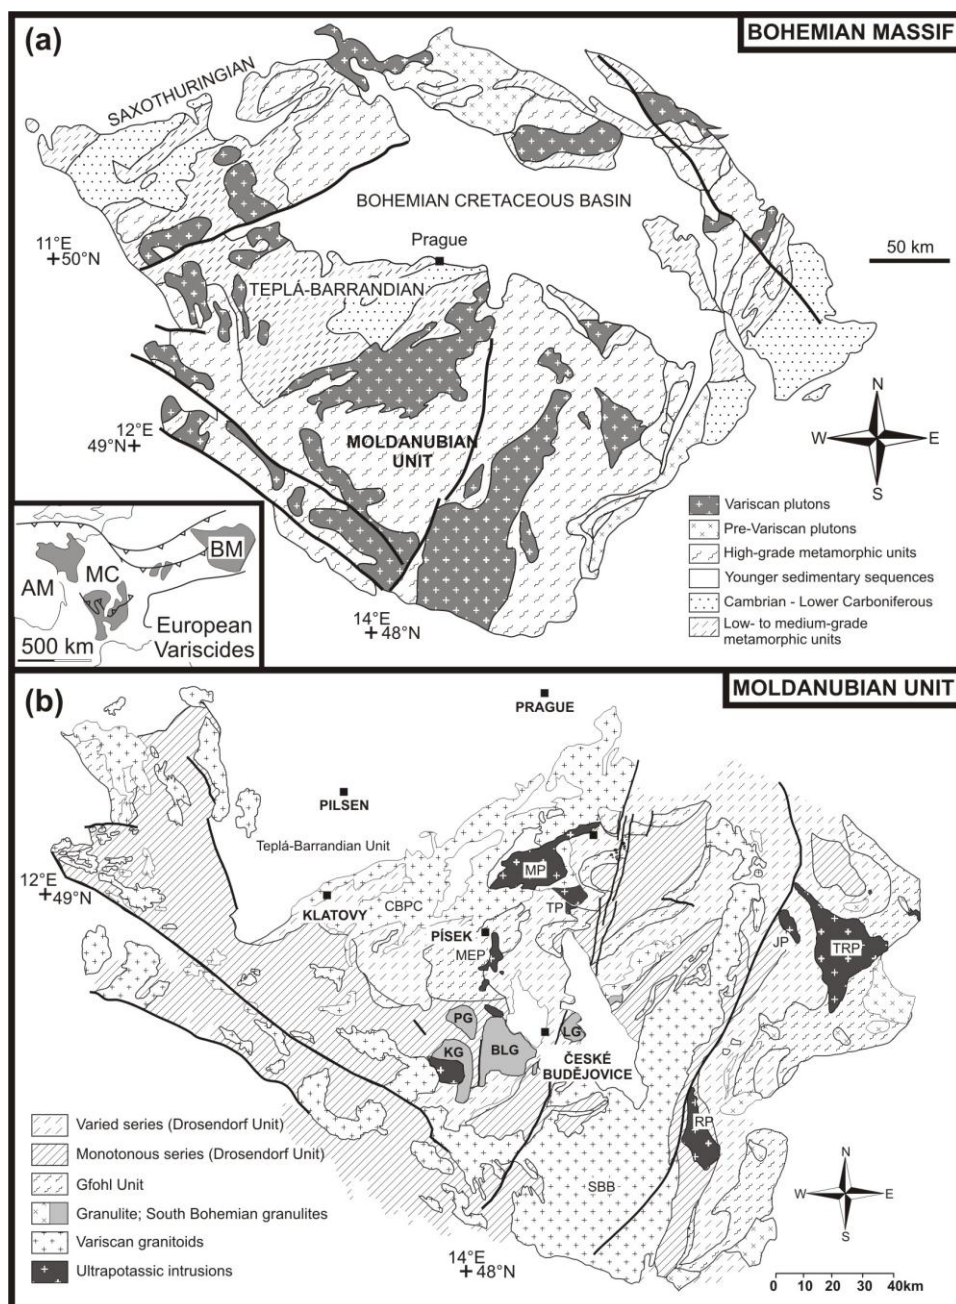 (a)
BOHEMIAN MASSIF
SAXOTHURINGIAN
BOHEMIAN CRETACEOUS BASIN
11°E
+50°N
Prague
50 km
TEPLÁ-BARRANDIAN
12°E
49°N+
MOLDANUBIAN
UNIT
N
W
E
S
Variscan plutons
Pre-Variscan plutons
High-grade metamorphic units
Younger sedimentary sequences
Cambrian - Lower Carboniferous
Low- to medium-grade
metamorphic units
14°E
+48°N
AM
MC
BM
500 km
European
Variscides
(b)
MOLDANUBIAN UNIT
PRAGUE
PILSEN
Teplá-Barrandian Unit
12°E
+49°N
KLATOVY
CBPC
MP
TP
PÍSEK
MEP
JP
TRP
PG
KG
BLG
LG
ČESKÉ
BUDĚJOVICE
RP
SBB
Varied series (Drosendorf Unit)
Monotonous series (Drosendorf Unit)
Gfohl Unit
Granulite; South Bohemian granulites
Variscan granitoids
Ultrapotassic intrusions
14°E
+48°N
N
W
E
S
0 10 20 30 40km